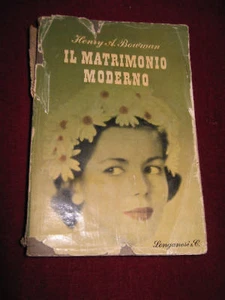 Henry A. Bowman
IL MATRIMONIO
MODERNO
Longanesi & C.